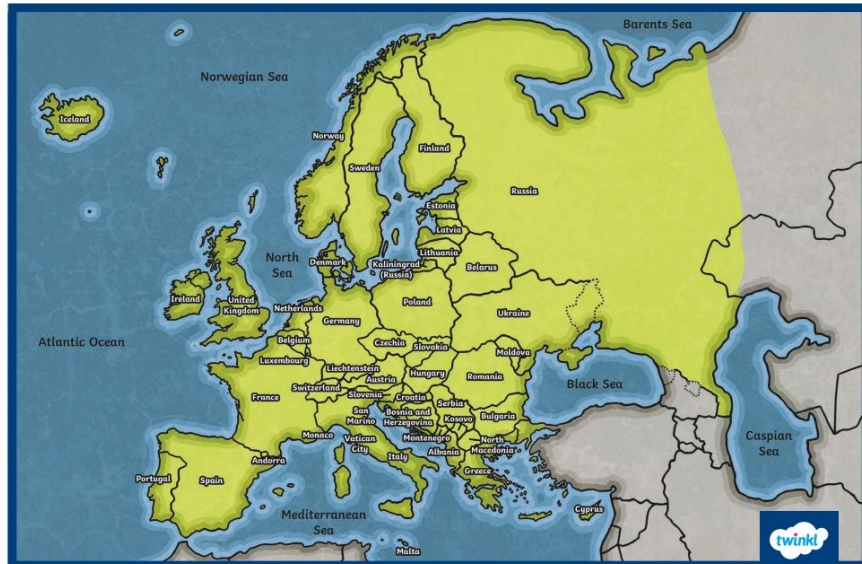 Barents Sea
Norwegian Sea
Iceland
Norway
Finland
Sweden
Russia
Estonia
Latvia
North
Sea
Denmark
Lithuania
Kaliningrad
(Russia)
Belarus
Ireland
United
Kingdom
Netherlands
Poland
Germany
Ukraine
Atlantic Ocean
Belgium
Czechia
Slovakia
Luxembourg
Moldova
Liechtenstein
Hungary
Austria
Romania
Switzerland
Black Sea
France
Slovenia
Croatia
Serbia
San
Marino
Bosnia and
Herzegovina
Bulgaria
Kosovo
Monaco
Vatican
City
Montenegro
North
Macedonia
Caspian
Sea
Andorra
Italy
Albania
Portugal
Spain
Greece
Mediterranean
Sea
Cyprus
Malta
twinkl